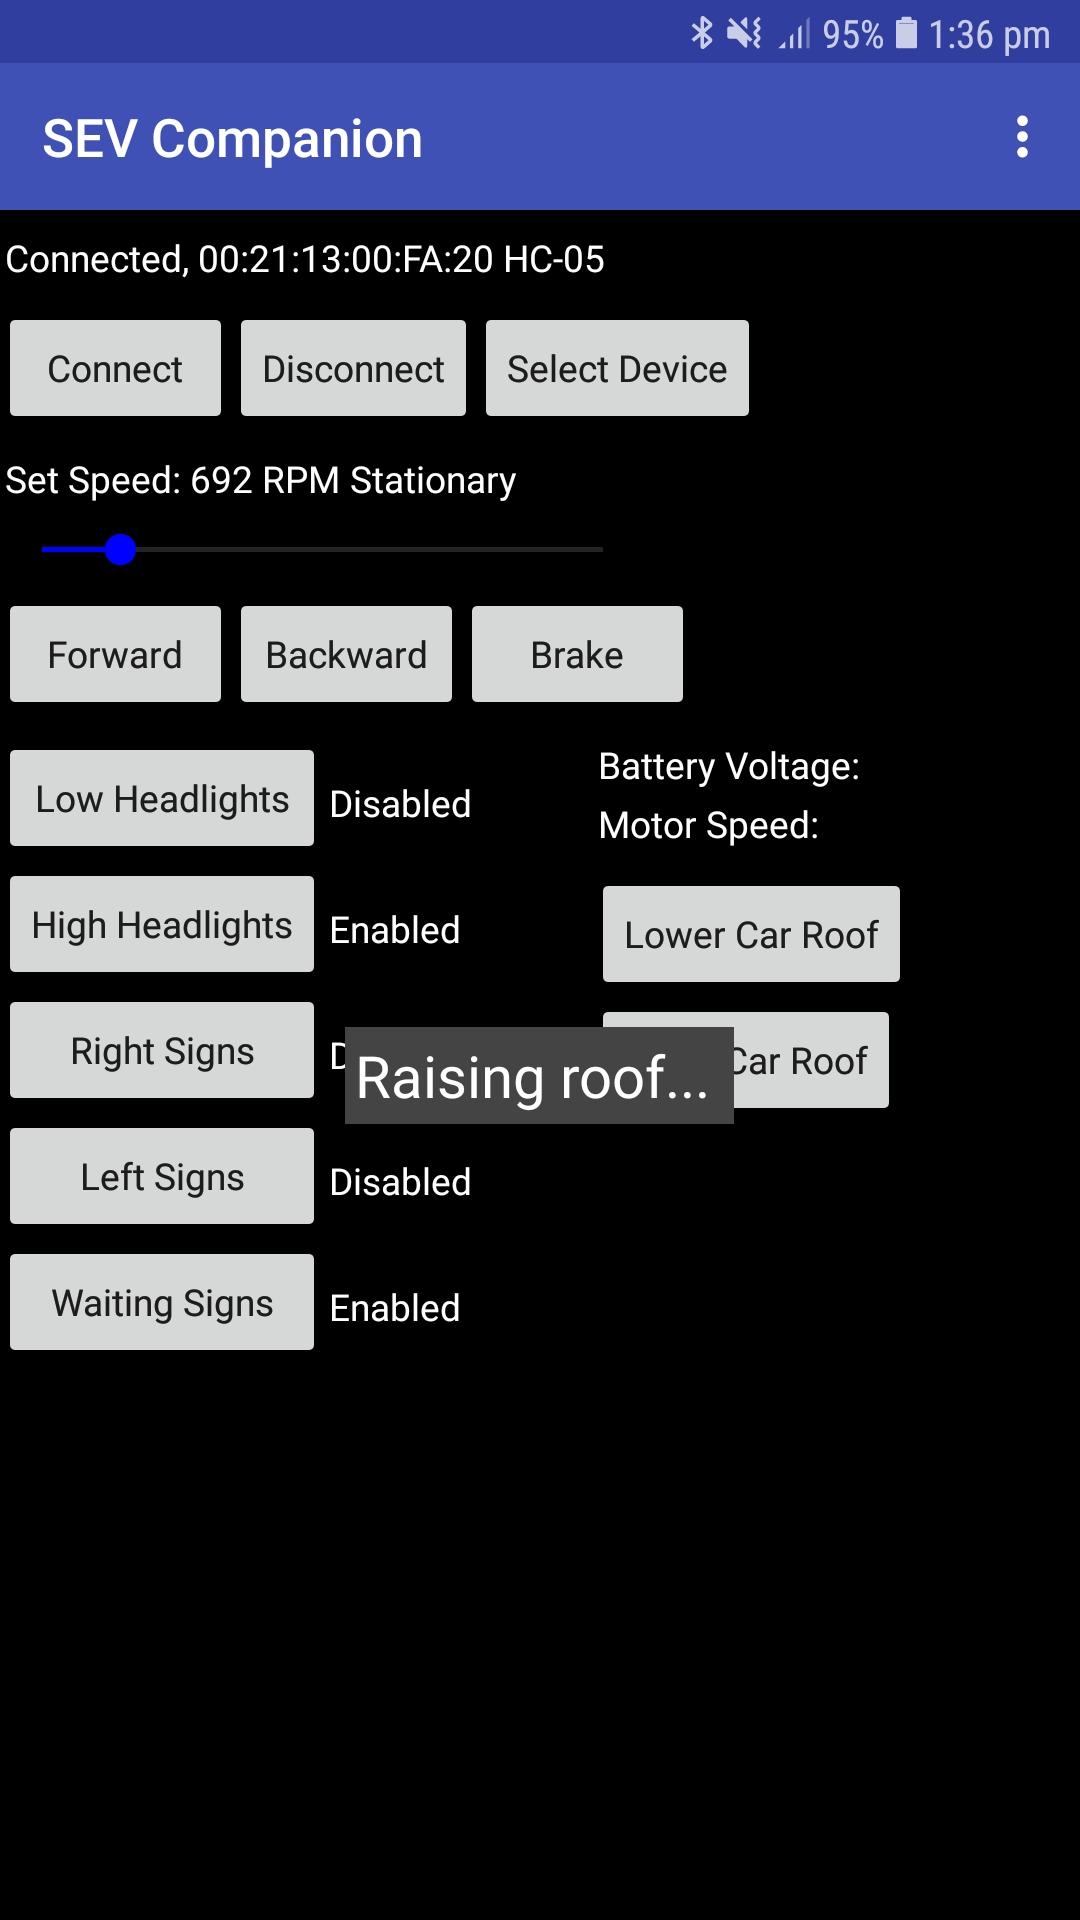 95% 1:36 pm
SEV Companion
Connected, 00:21:13:00:FA:20 HC-05
Connect Disconnect Select Device
Set Speed: 692 RPM Stationary
Forward Backward Brake
Low Headlights Disabled
Battery Voltage:
Motor Speed:
High Headlights Enabled
Lower Car Roof
Right Signs
Car Roof
Raising roof...
Left Signs Disabled
Waiting Signs Enabled